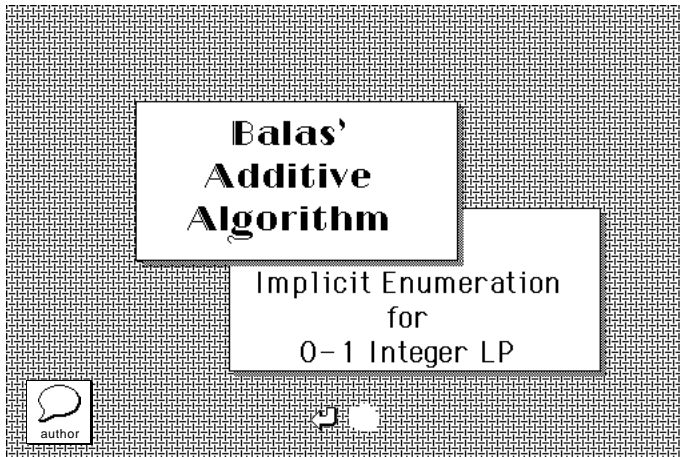 Balas'
Additive
Algorithm
Implicit Enumeration
for
0-1 Integer LP
author